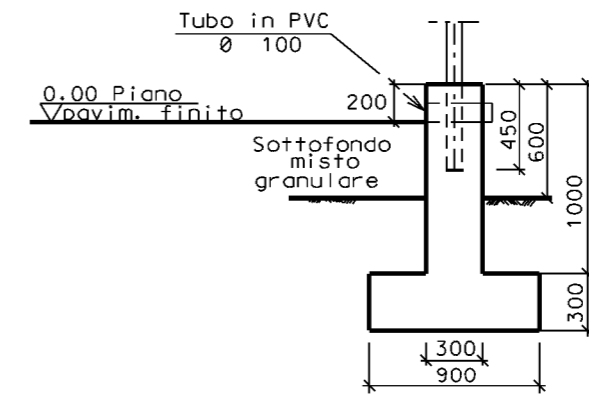 Tubo in PVC
Ø 100
0.00 Piano
pavim. finito
200
Sottofondo
misto
granulare
450
600
1000
300
300
900